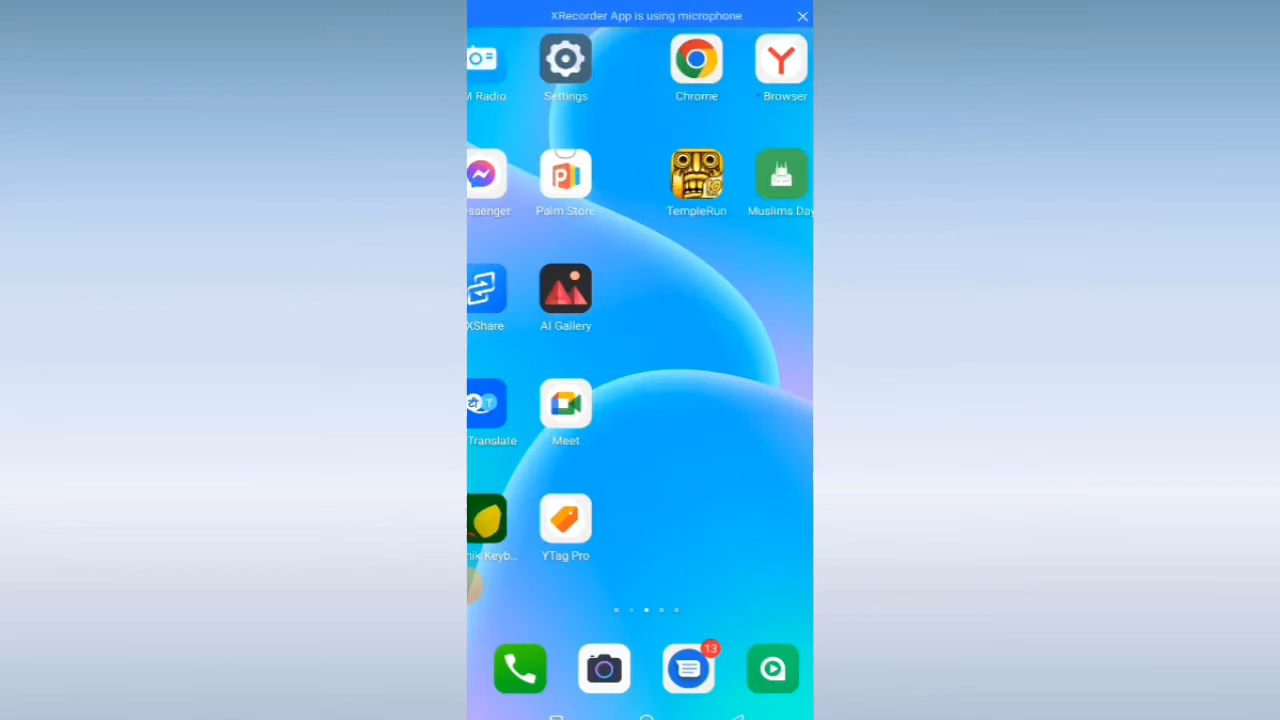 XRecorder App is using microphone
M Radio
Settings
Chrome
Browser
essenger
Palm Store
TempleRun
Muslims Day
XShare
AI Gallery
Translate
Meet
nik Keyb...
YTag Pro
13